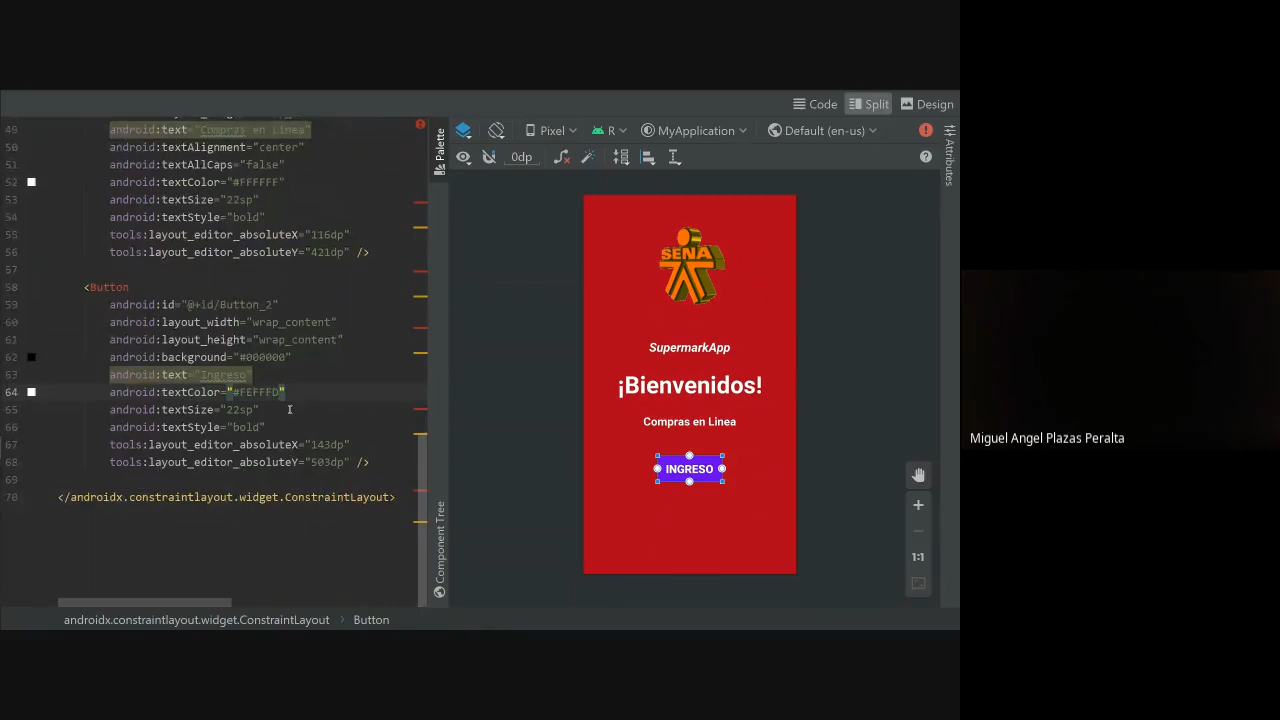 Code Split Design
49 android:text="Compras en Linea"
50 android:textAlignment="center"
51 android:textAllCaps="false"
52 android:textColor="#FFFFFF"
53 android:textSize="22sp"
54 android:textStyle="bold"
55 tools:layout_editor_absoluteX="116dp"
56 tools:layout_editor_absoluteY="421dp" />
57
58 <Button
59 android:id="@+id/Button_2"
60 android:layout_width="wrap_content"
61 android:layout_height="wrap_content"
62 android:background="#000000"
63 android:text="Ingreso"
64 android:textColor="#FEFFFD"
65 android:textSize="22sp"
66 android:textStyle="bold"
67 tools:layout_editor_absoluteX="143dp"
68 tools:layout_editor_absoluteY="503dp" />
69
70 </androidx.constraintlayout.widget.ConstraintLayout>
androidx.constraintlayout.widget.ConstraintLayout › Button
Palette
Component Tree
Pixel R MyApplication Default (en-us)
0dp
Attributes
SENA
SupermarkApp
¡Bienvenidos!
Compras en Linea
INGRESO
1:1
Miguel Angel Plazas Peralta